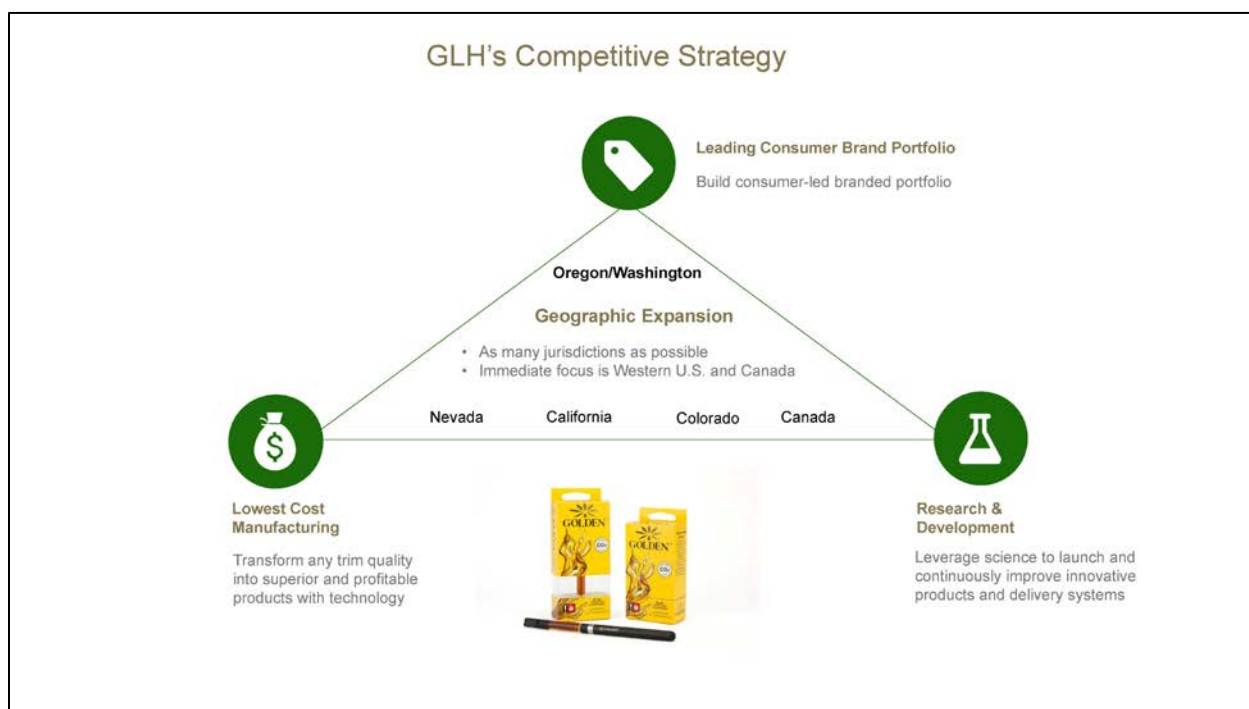 GLH's Competitive Strategy
Leading Consumer Brand Portfolio
Build consumer-led branded portfolio
Oregon/Washington
Geographic Expansion
• As many jurisdictions as possible
• Immediate focus is Western U.S. and Canada
Nevada California Colorado Canada
$
Lowest Cost
Manufacturing
Transform any trim quality
into superior and profitable
products with technology
GOLDEN
GOLDEN
Research &
Development
Leverage science to launch and
continuously improve innovative
products and delivery systems